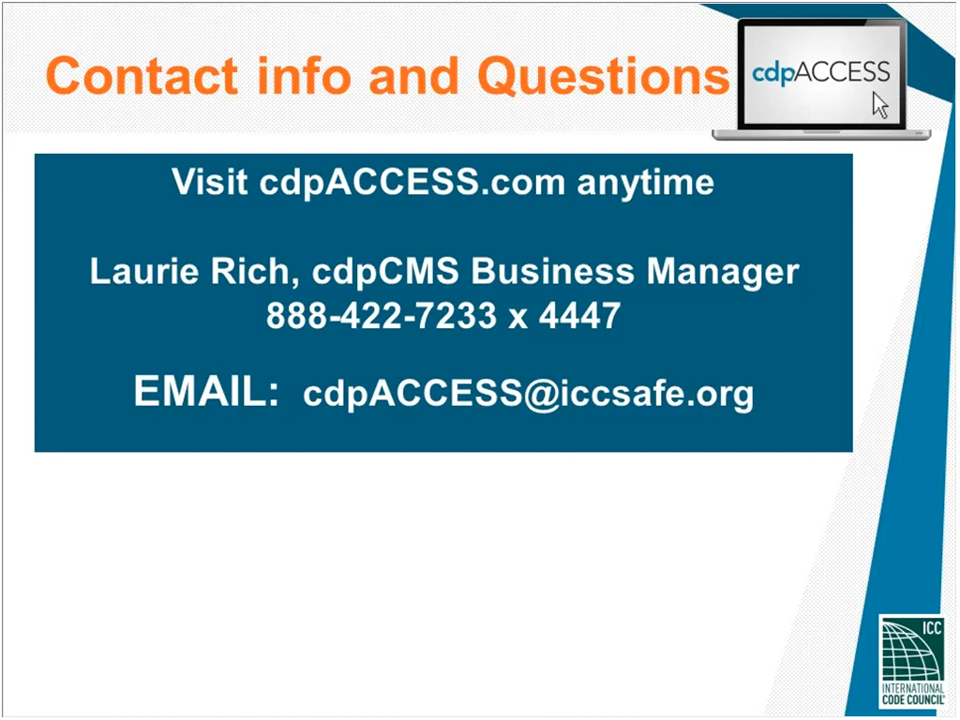 Contact info and Questions
cdpACCESS
Visit cdpACCESS.com anytime
Laurie Rich, cdpCMS Business Manager
888-422-7233 x 4447
EMAIL: cdpACCESS@iccsafe.org
ICC
INTERNATIONAL
CODE COUNCIL